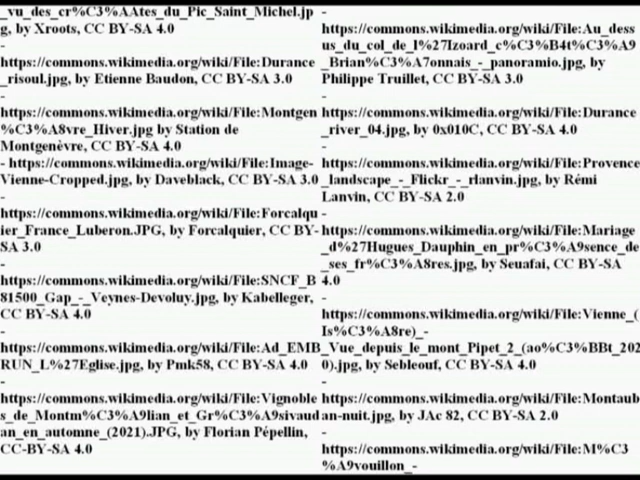 _vu_des_cr%C3%AAtes_du_Pic_Saint_Michel.jp
g, by Xroots, CC BY-SA 4.0
-
https://commons.wikimedia.org/wiki/File:Durance
_risoul.jpg, by Etienne Baudon, CC BY-SA 3.0
-
https://commons.wikimedia.org/wiki/File:Montgen
%C3%A8vre_Hiver.jpg by Station de
Montgenèvre, CC BY-SA 4.0
- https://commons.wikimedia.org/wiki/File:Image-
Vienne-Cropped.jpg, by Daveblack, CC BY-SA 3.0
-
https://commons.wikimedia.org/wiki/File:Forcalqu
ier_France_Luberon.JPG, by Forcalquier, CC BY-
SA 3.0
-
https://commons.wikimedia.org/wiki/File:SNCF_B
81500_Gap_-_Veynes-Devoluy.jpg, by Kabelleger,
CC BY-SA 4.0
-
https://commons.wikimedia.org/wiki/File:Ad_EMB
RUN_L%27Eglise.jpg, by Pmk58, CC BY-SA 4.0
-
https://commons.wikimedia.org/wiki/File:Vignoble
s_de_Montm%C3%A9lian_et_Gr%C3%A9sivaud
an_en_automne_(2021).JPG, by Florian Pépellin,
CC-BY-SA 4.0
-
https://commons.wikimedia.org/wiki/File:Au_dess
us_du_col_de_l%27Izoard_c%C3%B4t%C3%A9
_Brian%C3%A7onnais_-_panoramio.jpg, by
Philippe Truillet, CC BY-SA 3.0
-
https://commons.wikimedia.org/wiki/File:Durance
_river_04.jpg, by 0x010C, CC BY-SA 4.0
-
https://commons.wikimedia.org/wiki/File:Provence
_landscape_-_Flickr_-_rlanvin.jpg, by Rémi
Lanvin, CC BY-SA 2.0
-
https://commons.wikimedia.org/wiki/File:Mariage
_d%27Hugues_Dauphin_en_pr%C3%A9sence_de
_ses_fr%C3%A8res.jpg, by Seuafai, CC BY-SA
4.0
-
https://commons.wikimedia.org/wiki/File:Vienne_(
Is%C3%A8re)_-
_Vue_depuis_le_mont_Pipet_2_(ao%C3%BBt_202
0).jpg, by Sebleouf, CC BY-SA 4.0
-
https://commons.wikimedia.org/wiki/File:Montaub
an-nuit.jpg, by JAc 82, CC BY-SA 2.0
-
https://commons.wikimedia.org/wiki/File:M%C3
%A9vouillon_-